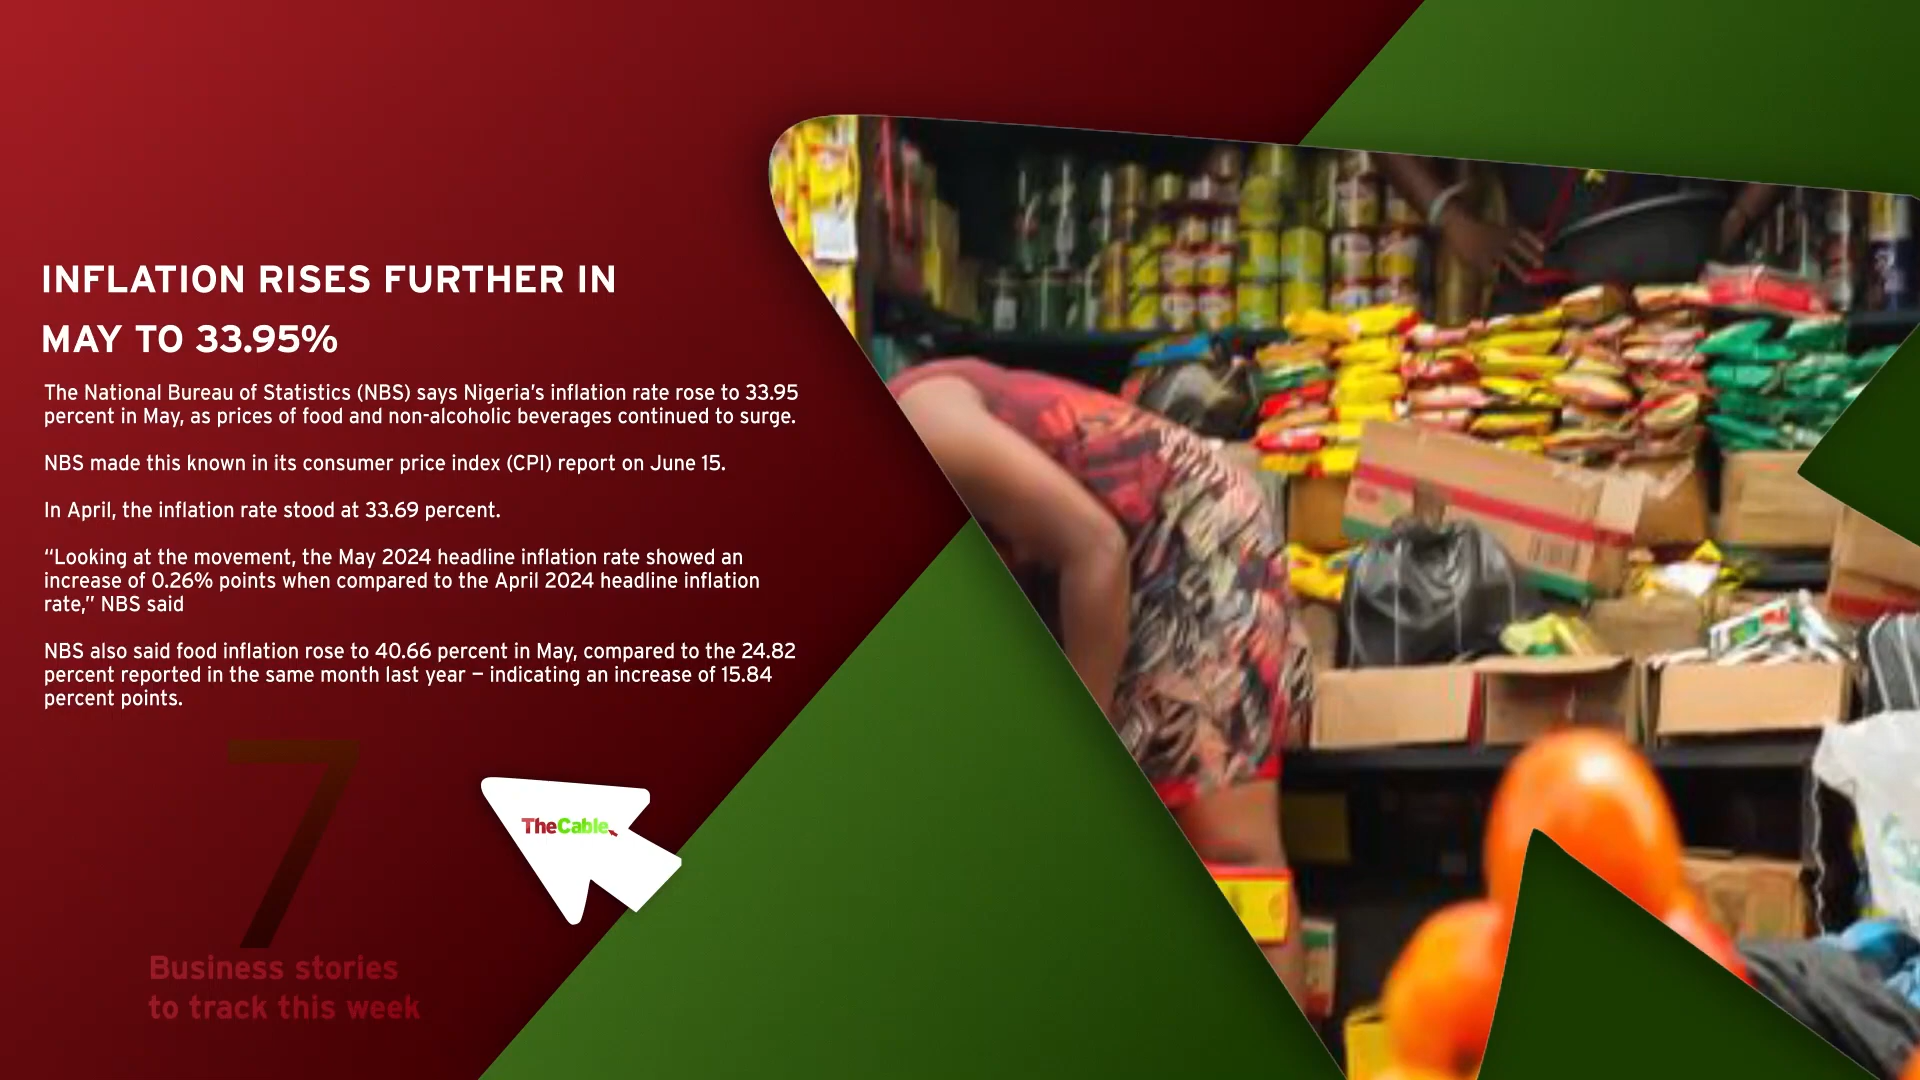 INFLATION RISES FURTHER IN
MAY TO 33.95%
The National Bureau of Statistics (NBS) says Nigeria’s inflation rate rose to 33.95
percent in May, as prices of food and non-alcoholic beverages continued to surge.
NBS made this known in its consumer price index (CPI) report on June 15.
In April, the inflation rate stood at 33.69 percent.
“Looking at the movement, the May 2024 headline inflation rate showed an
increase of 0.26% points when compared to the April 2024 headline inflation
rate,” NBS said
NBS also said food inflation rose to 40.66 percent in May, compared to the 24.82
percent reported in the same month last year – indicating an increase of 15.84
percent points.
7
TheCable
Business stories
to track this week